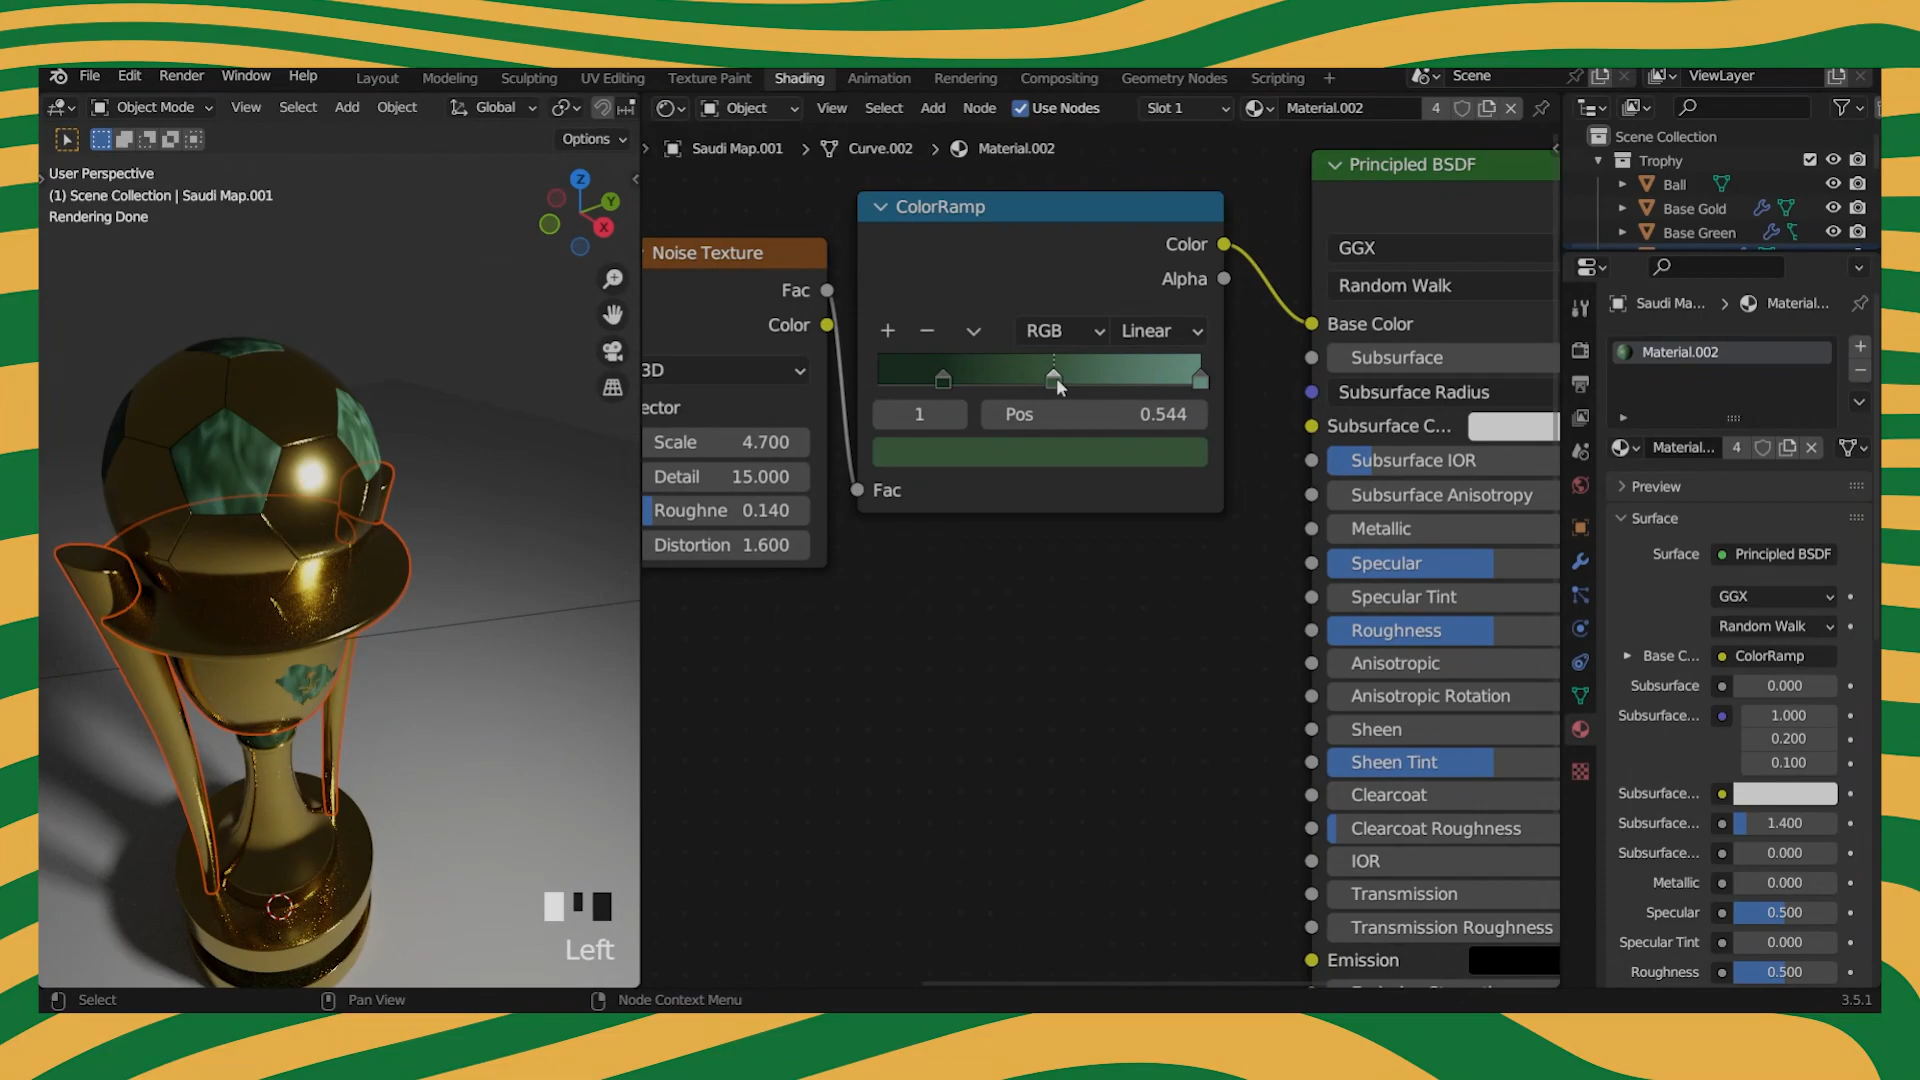 File Edit Render Window Help Layout Modeling Sculpting UV Editing Texture Paint Shading Animation Rendering Compositing Geometry Nodes Scripting + Scene ViewLayer
Object Mode View Select Add Object Global Object View Select Add Node Use Nodes Slot 1 Material.002 4
Options
User Perspective
(1) Scene Collection | Saudi Map.001
Rendering Done
Z
Y
X
Saudi Map.001 > Curve.002 > Material.002
Noise Texture
Fac
Color
3D
ector
Scale 4.700
Detail 15.000
Roughne 0.140
Distortion 1.600
ColorRamp
Color
Alpha
+ − RGB Linear
1 Pos 0.544
Fac
Principled BSDF
GGX
Random Walk
Base Color
Subsurface
Subsurface Radius
Subsurface C...
Subsurface IOR
Subsurface Anisotropy
Metallic
Specular
Specular Tint
Roughness
Anisotropic
Anisotropic Rotation
Sheen
Sheen Tint
Clearcoat
Clearcoat Roughness
IOR
Transmission
Transmission Roughness
Emission
Scene Collection
Trophy
Ball
Base Gold
Base Green
Saudi Ma... > Material...
Material.002
Material... 4
Preview
Surface
Surface Principled BSDF
GGX
Random Walk
Base C... ColorRamp
Subsurface 0.000
Subsurface... 1.000
0.200
0.100
Subsurface...
Subsurface... 1.400
Subsurface... 0.000
Metallic 0.000
Specular 0.500
Specular Tint 0.000
Roughness 0.500
Left
Select Pan View Node Context Menu 3.5.1